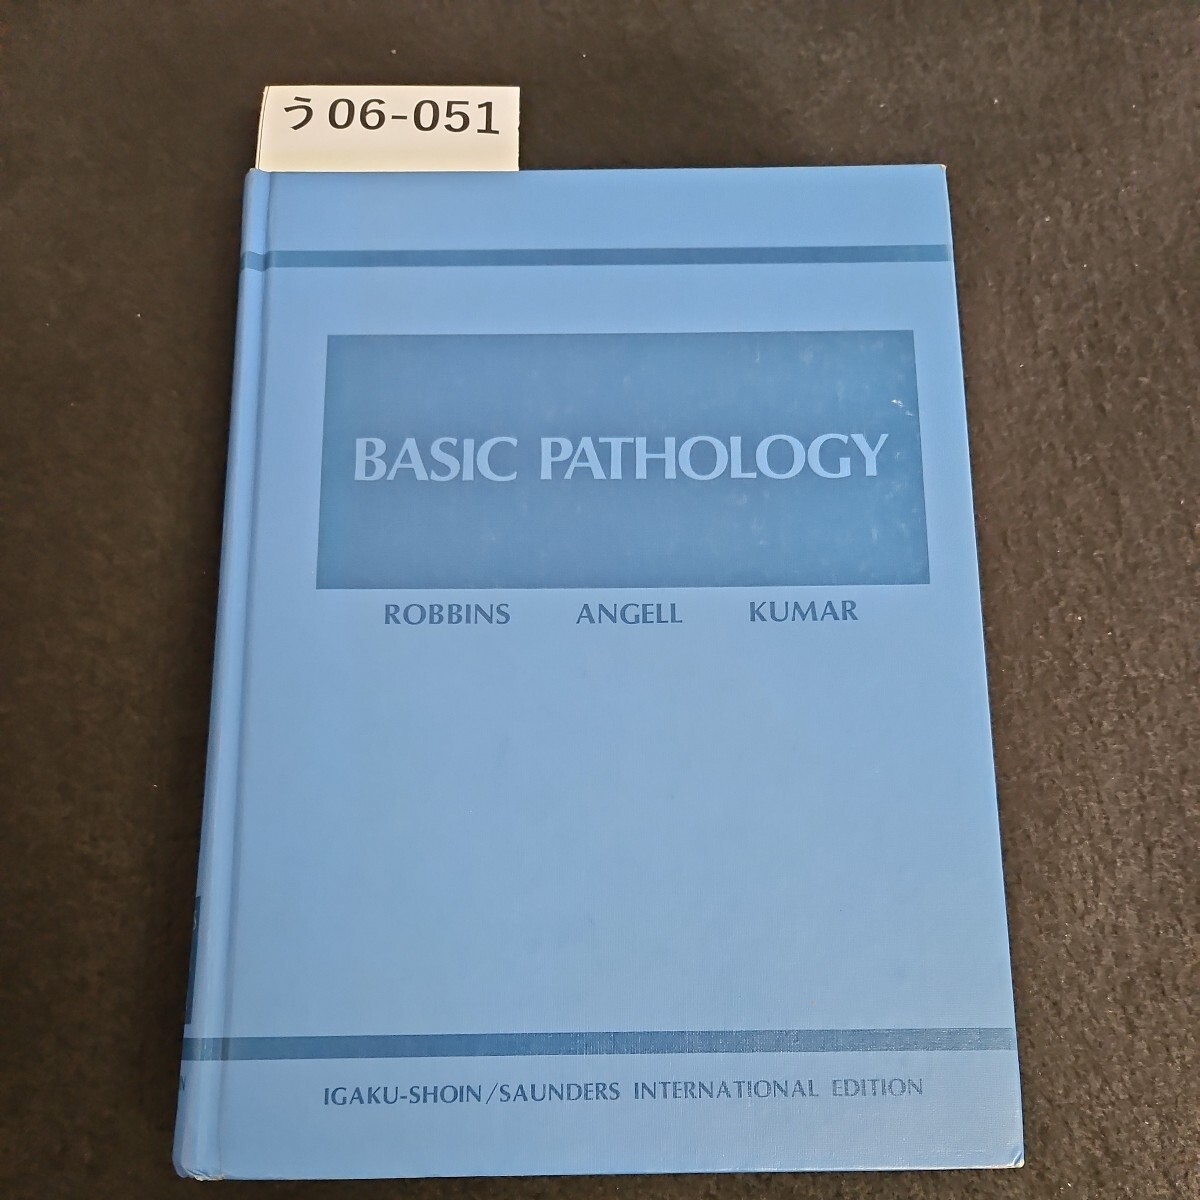 う06-051
BASIC PATHOLOGY
ROBBINS ANGELL KUMAR
IGAKU-SHOIN/SAUNDERS INTERNATIONAL EDITION